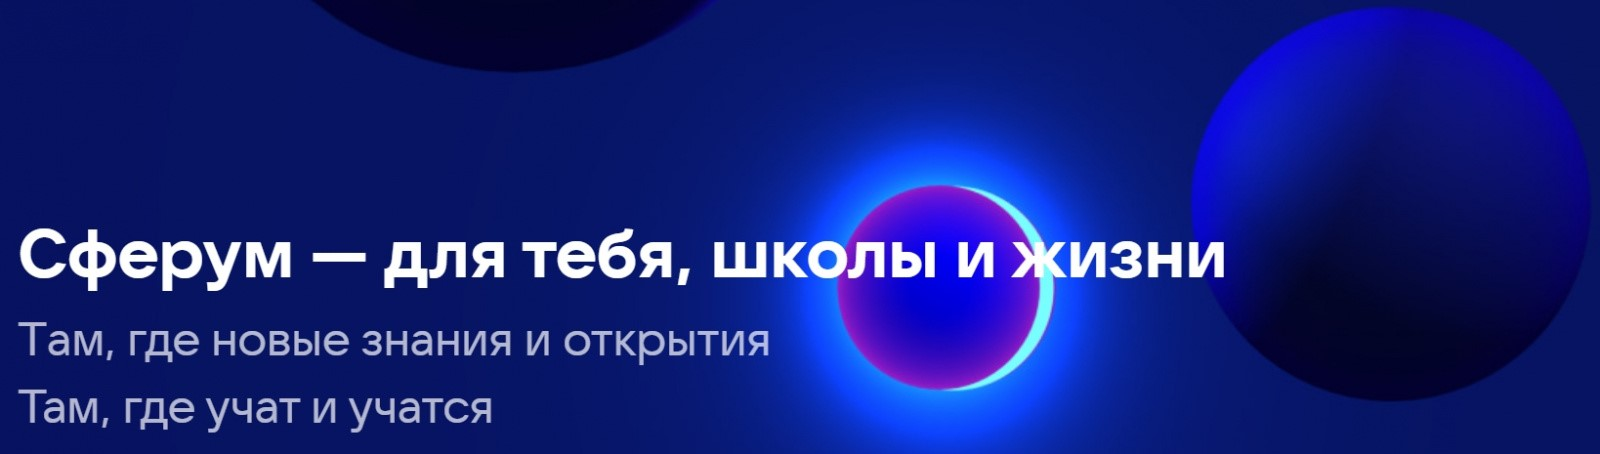 Сферум — для тебя, школы и жизни
Там, где новые знания и открытия
Там, где учат и учатся